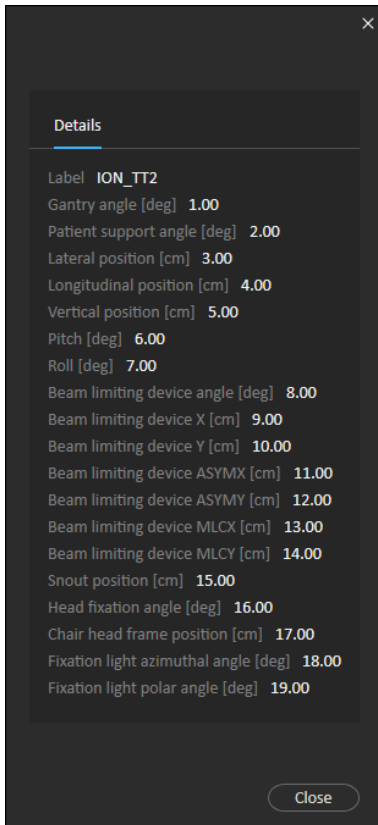 Details
Label ION_TT2
Gantry angle [deg] 1.00
Patient support angle [deg] 2.00
Lateral position [cm] 3.00
Longitudinal position [cm] 4.00
Vertical position [cm] 5.00
Pitch [deg] 6.00
Roll [deg] 7.00
Beam limiting device angle [deg] 8.00
Beam limiting device X [cm] 9.00
Beam limiting device Y [cm] 10.00
Beam limiting device ASYMX [cm] 11.00
Beam limiting device ASYMY [cm] 12.00
Beam limiting device MLCX [cm] 13.00
Beam limiting device MLCY [cm] 14.00
Snout position [cm] 15.00
Head fixation angle [deg] 16.00
Chair head frame position [cm] 17.00
Fixation light azimuthal angle [deg] 18.00
Fixation light polar angle [deg] 19.00
Close